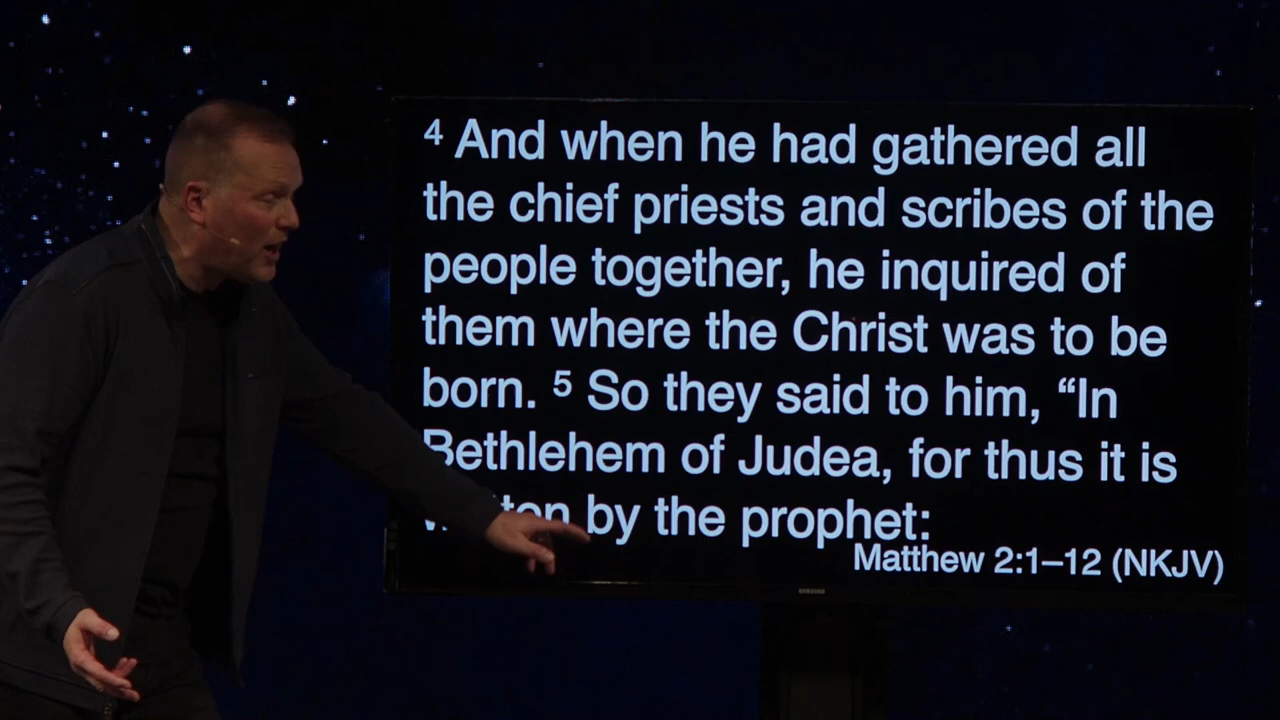 4 And when he had gathered all
the chief priests and scribes of the
people together, he inquired of
them where the Christ was to be
born. 5 So they said to him, “In
Bethlehem of Judea, for thus it is
by the prophet:
Matthew 2:1–12 (NKJV)
SAMSUNG